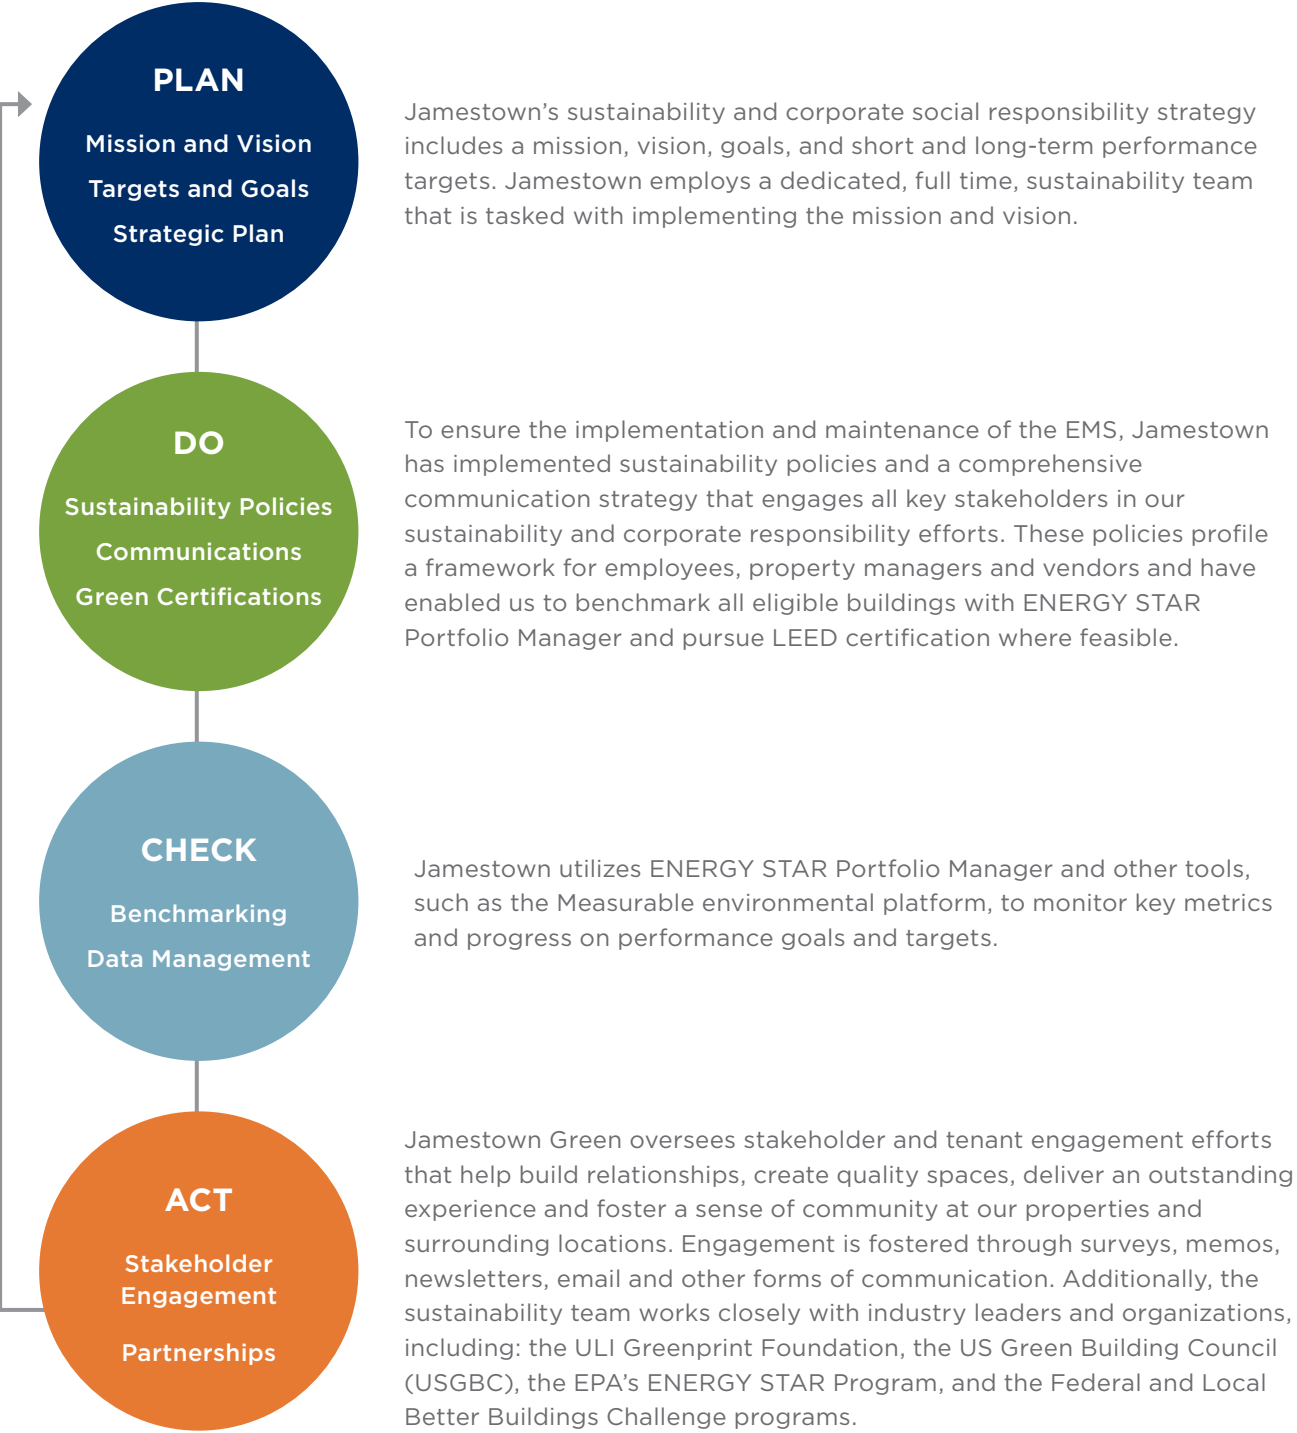 PLAN
Mission and Vision
Targets and Goals
Strategic Plan
Jamestown’s sustainability and corporate social responsibility strategy
includes a mission, vision, goals, and short and long-term performance
targets. Jamestown employs a dedicated, full time, sustainability team
that is tasked with implementing the mission and vision.
DO
Sustainability Policies
Communications
Green Certifications
To ensure the implementation and maintenance of the EMS, Jamestown
has implemented sustainability policies and a comprehensive
communication strategy that engages all key stakeholders in our
sustainability and corporate responsibility efforts. These policies profile
a framework for employees, property managers and vendors and have
enabled us to benchmark all eligible buildings with ENERGY STAR
Portfolio Manager and pursue LEED certification where feasible.
CHECK
Benchmarking
Data Management
Jamestown utilizes ENERGY STAR Portfolio Manager and other tools,
such as the Measurable environmental platform, to monitor key metrics
and progress on performance goals and targets.
ACT
Stakeholder
Engagement
Partnerships
Jamestown Green oversees stakeholder and tenant engagement efforts
that help build relationships, create quality spaces, deliver an outstanding
experience and foster a sense of community at our properties and
surrounding locations. Engagement is fostered through surveys, memos,
newsletters, email and other forms of communication. Additionally, the
sustainability team works closely with industry leaders and organizations,
including: the ULI Greenprint Foundation, the US Green Building Council
(USGBC), the EPA’s ENERGY STAR Program, and the Federal and Local
Better Buildings Challenge programs.